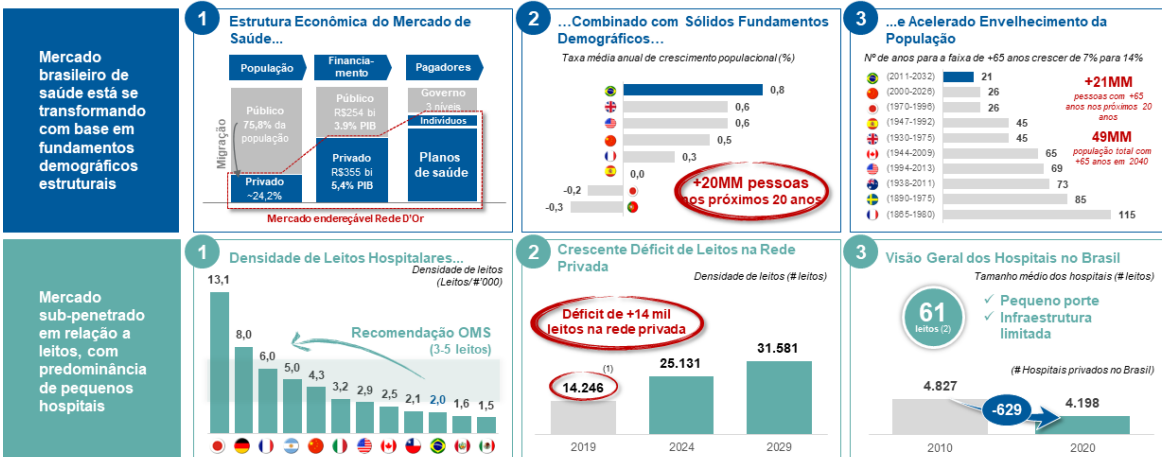 Mercado
brasileiro de
saúde está se
transformando
com base em
fundamentos
demográficos
estruturais
1
Estrutura Econômica do Mercado de
Saúde...
População
Financia-
mento
Pagadores
Público
75,8% da
população
Público
R$254 bi
3.9% PIB
Governo
3 níveis
Indivíduos
Migração
Privado
~24,2%
Privado
R$355 bi
5,4% PIB
Planos
de saúde
Mercado endereçável Rede D'Or
2
...Combinado com Sólidos Fundamentos
Demográficos...
Taxa média anual de crescimento populacional (%)
0,8
0,6
0,6
0,5
0,3
0,0
-0,2
-0,3
+20MM pessoas
nos próximos 20 anos
3
...e Acelerado Envelhecimento da
População
Nº de anos para a faixa de +65 anos crescer de 7% para 14%
(2011-2032) 21
(2000-2026) 26
(1970-1996) 26
(1947-1992) 45
(1930-1975) 45
(1944-2009) 65
(1994-2013) 69
(1938-2011) 73
(1890-1975) 85
(1865-1980) 115
+21MM
pessoas com +65
anos nos próximos 20
anos
49MM
população total com
+65 anos em 2040
Mercado
sub-penetrado
em relação a
leitos, com
predominância
de pequenos
hospitais
1
Densidade de Leitos Hospitalares...
Densidade de leitos
(Leitos/#'000)
13,1
8,0
6,0
5,0
4,3
3,2
2,9
2,5
2,1
2,0
1,6
1,5
Recomendação OMS
(3-5 leitos)
2
Crescente Déficit de Leitos na Rede
Privada
Densidade de leitos (# leitos)
Déficit de +14 mil
leitos na rede privada
(1)
14.246
25.131
31.581
2019
2024
2029
3
Visão Geral dos Hospitais no Brasil
Tamanho médio dos hospitais (# leitos)
61
leitos (2)
✓ Pequeno porte
✓ Infraestrutura
limitada
(# Hospitais privados no Brasil)
4.827
-629
4.198
2010
2020